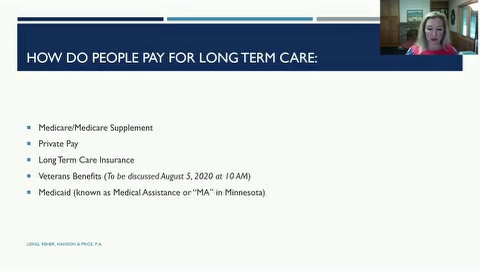 HOW DO PEOPLE PAY FOR LONG TERM CARE:
Medicare/Medicare Supplement
Private Pay
Long Term Care Insurance
Veterans Benefits (To be discussed August 5, 2020 at 10 AM)
Medicaid (known as Medical Assistance or “MA” in Minnesota)
LONG, REHER, HANSON & PRICE, P.A.